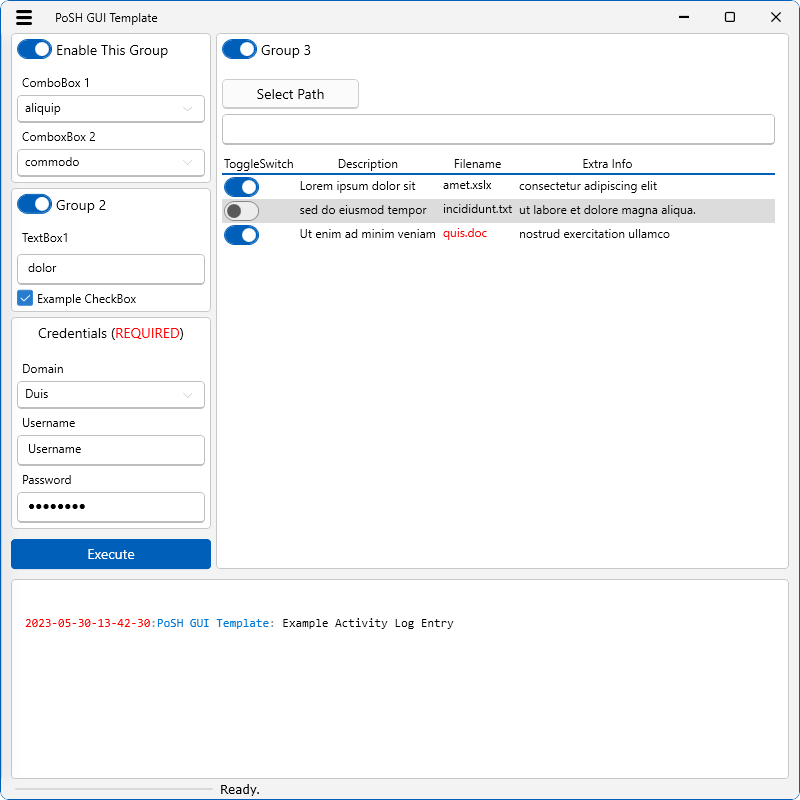 PoSH GUI Template
Enable This Group
ComboBox 1
aliquip
ComboxBox 2
commodo
Group 2
TextBox1
dolor
Example CheckBox
Credentials (REQUIRED)
Domain
Duis
Username
Username
Password
●●●●●●●●
Execute
Group 3
Select Path
ToggleSwitch Description Filename Extra Info
Lorem ipsum dolor sit amet.xslx consectetur adipiscing elit
sed do eiusmod tempor incididunt.txt ut labore et dolore magna aliqua.
Ut enim ad minim veniam quis.doc nostrud exercitation ullamco
2023-05-30-13-42-30:PoSH GUI Template: Example Activity Log Entry
Ready.